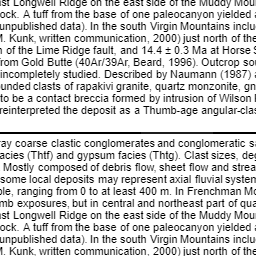 st Longwell Ridge on the east side of the Muddy Mour
ock. A tuff from the base of one paleocanyon yielded a
unpublished data). In the south Virgin Mountains inclu
M. Kunk, written communication, 2000) just north of the
of the Lime Ridge fault, and 14.4 ± 0.3 Ma at Horse S
from Gold Butte (40Ar/39Ar, Beard, 1996). Outcrop sou
incompletely studied. Described by Naumann (1987) a
unded clasts of rapakivi granite, quartz monzonite, gn
to be a contact breccia formed by intrusion of Wilson R
reinterpreted the deposit as a Thumb-age angular-clas
ray coarse clastic conglomerates and conglomeratic sa
acies (Thtf) and gypsum facies (Thtg). Clast sizes, deg
Mostly composed of debris flow, sheet flow and strea
some local deposits may represent axial fluvial system
ble, ranging from 0 to at least 400 m. In Frenchman Mo
mb exposures, but in central and northeast part of qua
st Longwell Ridge on the east side of the Muddy Mour
ock. A tuff from the base of one paleocanyon yielded a
unpublished data). In the south Virgin Mountains inclu
M. Kunk, written communication, 2000) just north of the